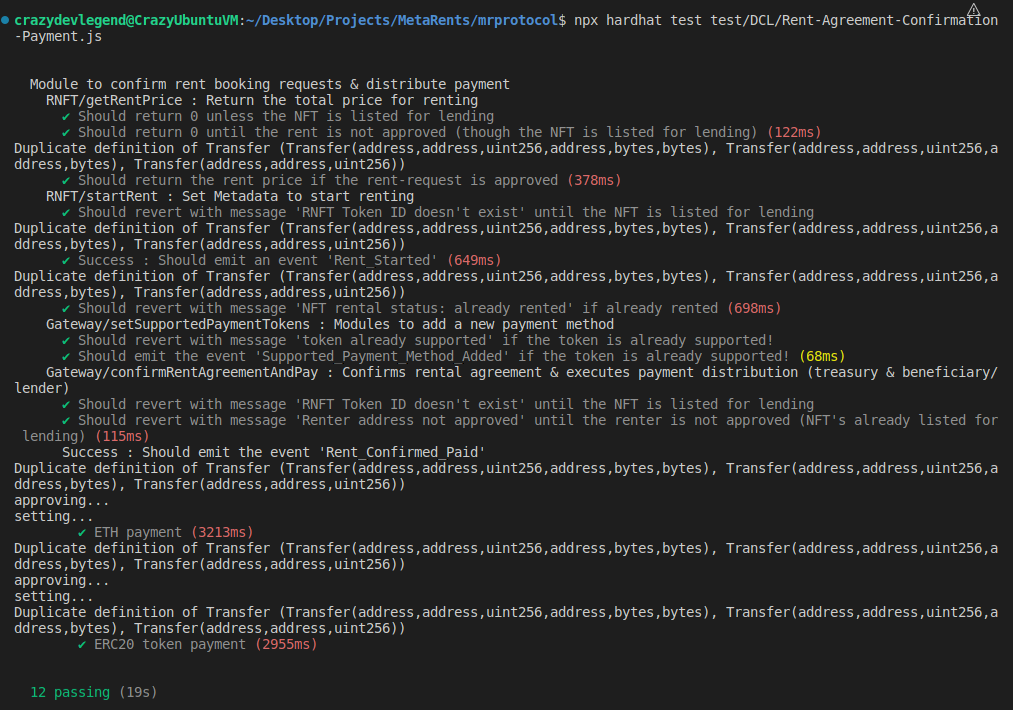 crazydevlegend@CrazyUbuntuVM:~/Desktop/Projects/MetaRents/mrprotocol$ npx hardhat test test/DCL/Rent-Agreement-Confirmation
-Payment.js
Module to confirm rent booking requests & distribute payment
RNFT/getRentPrice : Return the total price for renting
✔ Should return 0 unless the NFT is listed for lending
✔ Should return 0 until the rent is not approved (though the NFT is listed for lending) (122ms)
Duplicate definition of Transfer (Transfer(address,address,uint256,address,bytes,bytes), Transfer(address,address,uint256,a
ddress,bytes), Transfer(address,address,uint256))
✔ Should return the rent price if the rent-request is approved (378ms)
RNFT/startRent : Set Metadata to start renting
✔ Should revert with message 'RNFT Token ID doesn't exist' until the NFT is listed for lending
Duplicate definition of Transfer (Transfer(address,address,uint256,address,bytes,bytes), Transfer(address,address,uint256,a
ddress,bytes), Transfer(address,address,uint256))
✔ Success : Should emit an event 'Rent_Started' (649ms)
Duplicate definition of Transfer (Transfer(address,address,uint256,address,bytes,bytes), Transfer(address,address,uint256,a
ddress,bytes), Transfer(address,address,uint256))
✔ Should revert with message 'NFT rental status: already rented' if already rented (698ms)
Gateway/setSupportedPaymentTokens : Modules to add a new payment method
✔ Should revert with message 'token already supported' if the token is already supported!
✔ Should emit the event 'Supported_Payment_Method_Added' if the token is already supported! (68ms)
Gateway/confirmRentAgreementAndPay : Confirms rental agreement & executes payment distribution (treasury & beneficiary/
lender)
✔ Should revert with message 'RNFT Token ID doesn't exist' until the NFT is listed for lending
✔ Should revert with message 'Renter address not approved' until the renter is not approved (NFT's already listed for
lending) (115ms)
Success : Should emit the event 'Rent_Confirmed_Paid'
Duplicate definition of Transfer (Transfer(address,address,uint256,address,bytes,bytes), Transfer(address,address,uint256,a
ddress,bytes), Transfer(address,address,uint256))
approving...
setting...
✔ ETH payment (3213ms)
Duplicate definition of Transfer (Transfer(address,address,uint256,address,bytes,bytes), Transfer(address,address,uint256,a
ddress,bytes), Transfer(address,address,uint256))
approving...
setting...
Duplicate definition of Transfer (Transfer(address,address,uint256,address,bytes,bytes), Transfer(address,address,uint256,a
ddress,bytes), Transfer(address,address,uint256))
✔ ERC20 token payment (2955ms)
12 passing (19s)